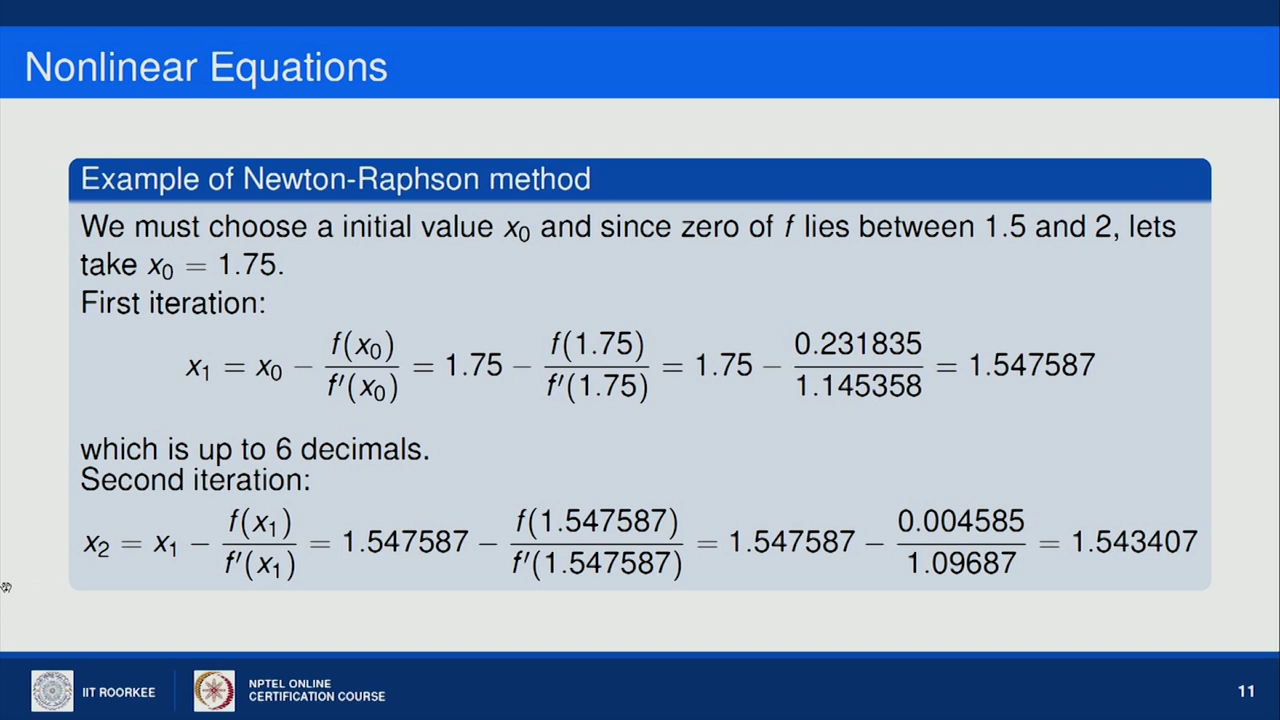 Nonlinear Equations
Example of Newton-Raphson method
We must choose a initial value x₀ and since zero of f lies between 1.5 and 2, lets
take x₀ = 1.75.
First iteration:
x₁ = x₀ − f(x₀)/f′(x₀) = 1.75 − f(1.75)/f′(1.75) = 1.75 − 0.231835/1.145358 = 1.547587
which is up to 6 decimals.
Second iteration:
x₂ = x₁ − f(x₁)/f′(x₁) = 1.547587 − f(1.547587)/f′(1.547587) = 1.547587 − 0.004585/1.09687 = 1.543407
IIT ROORKEE
NPTEL ONLINE
CERTIFICATION COURSE
11